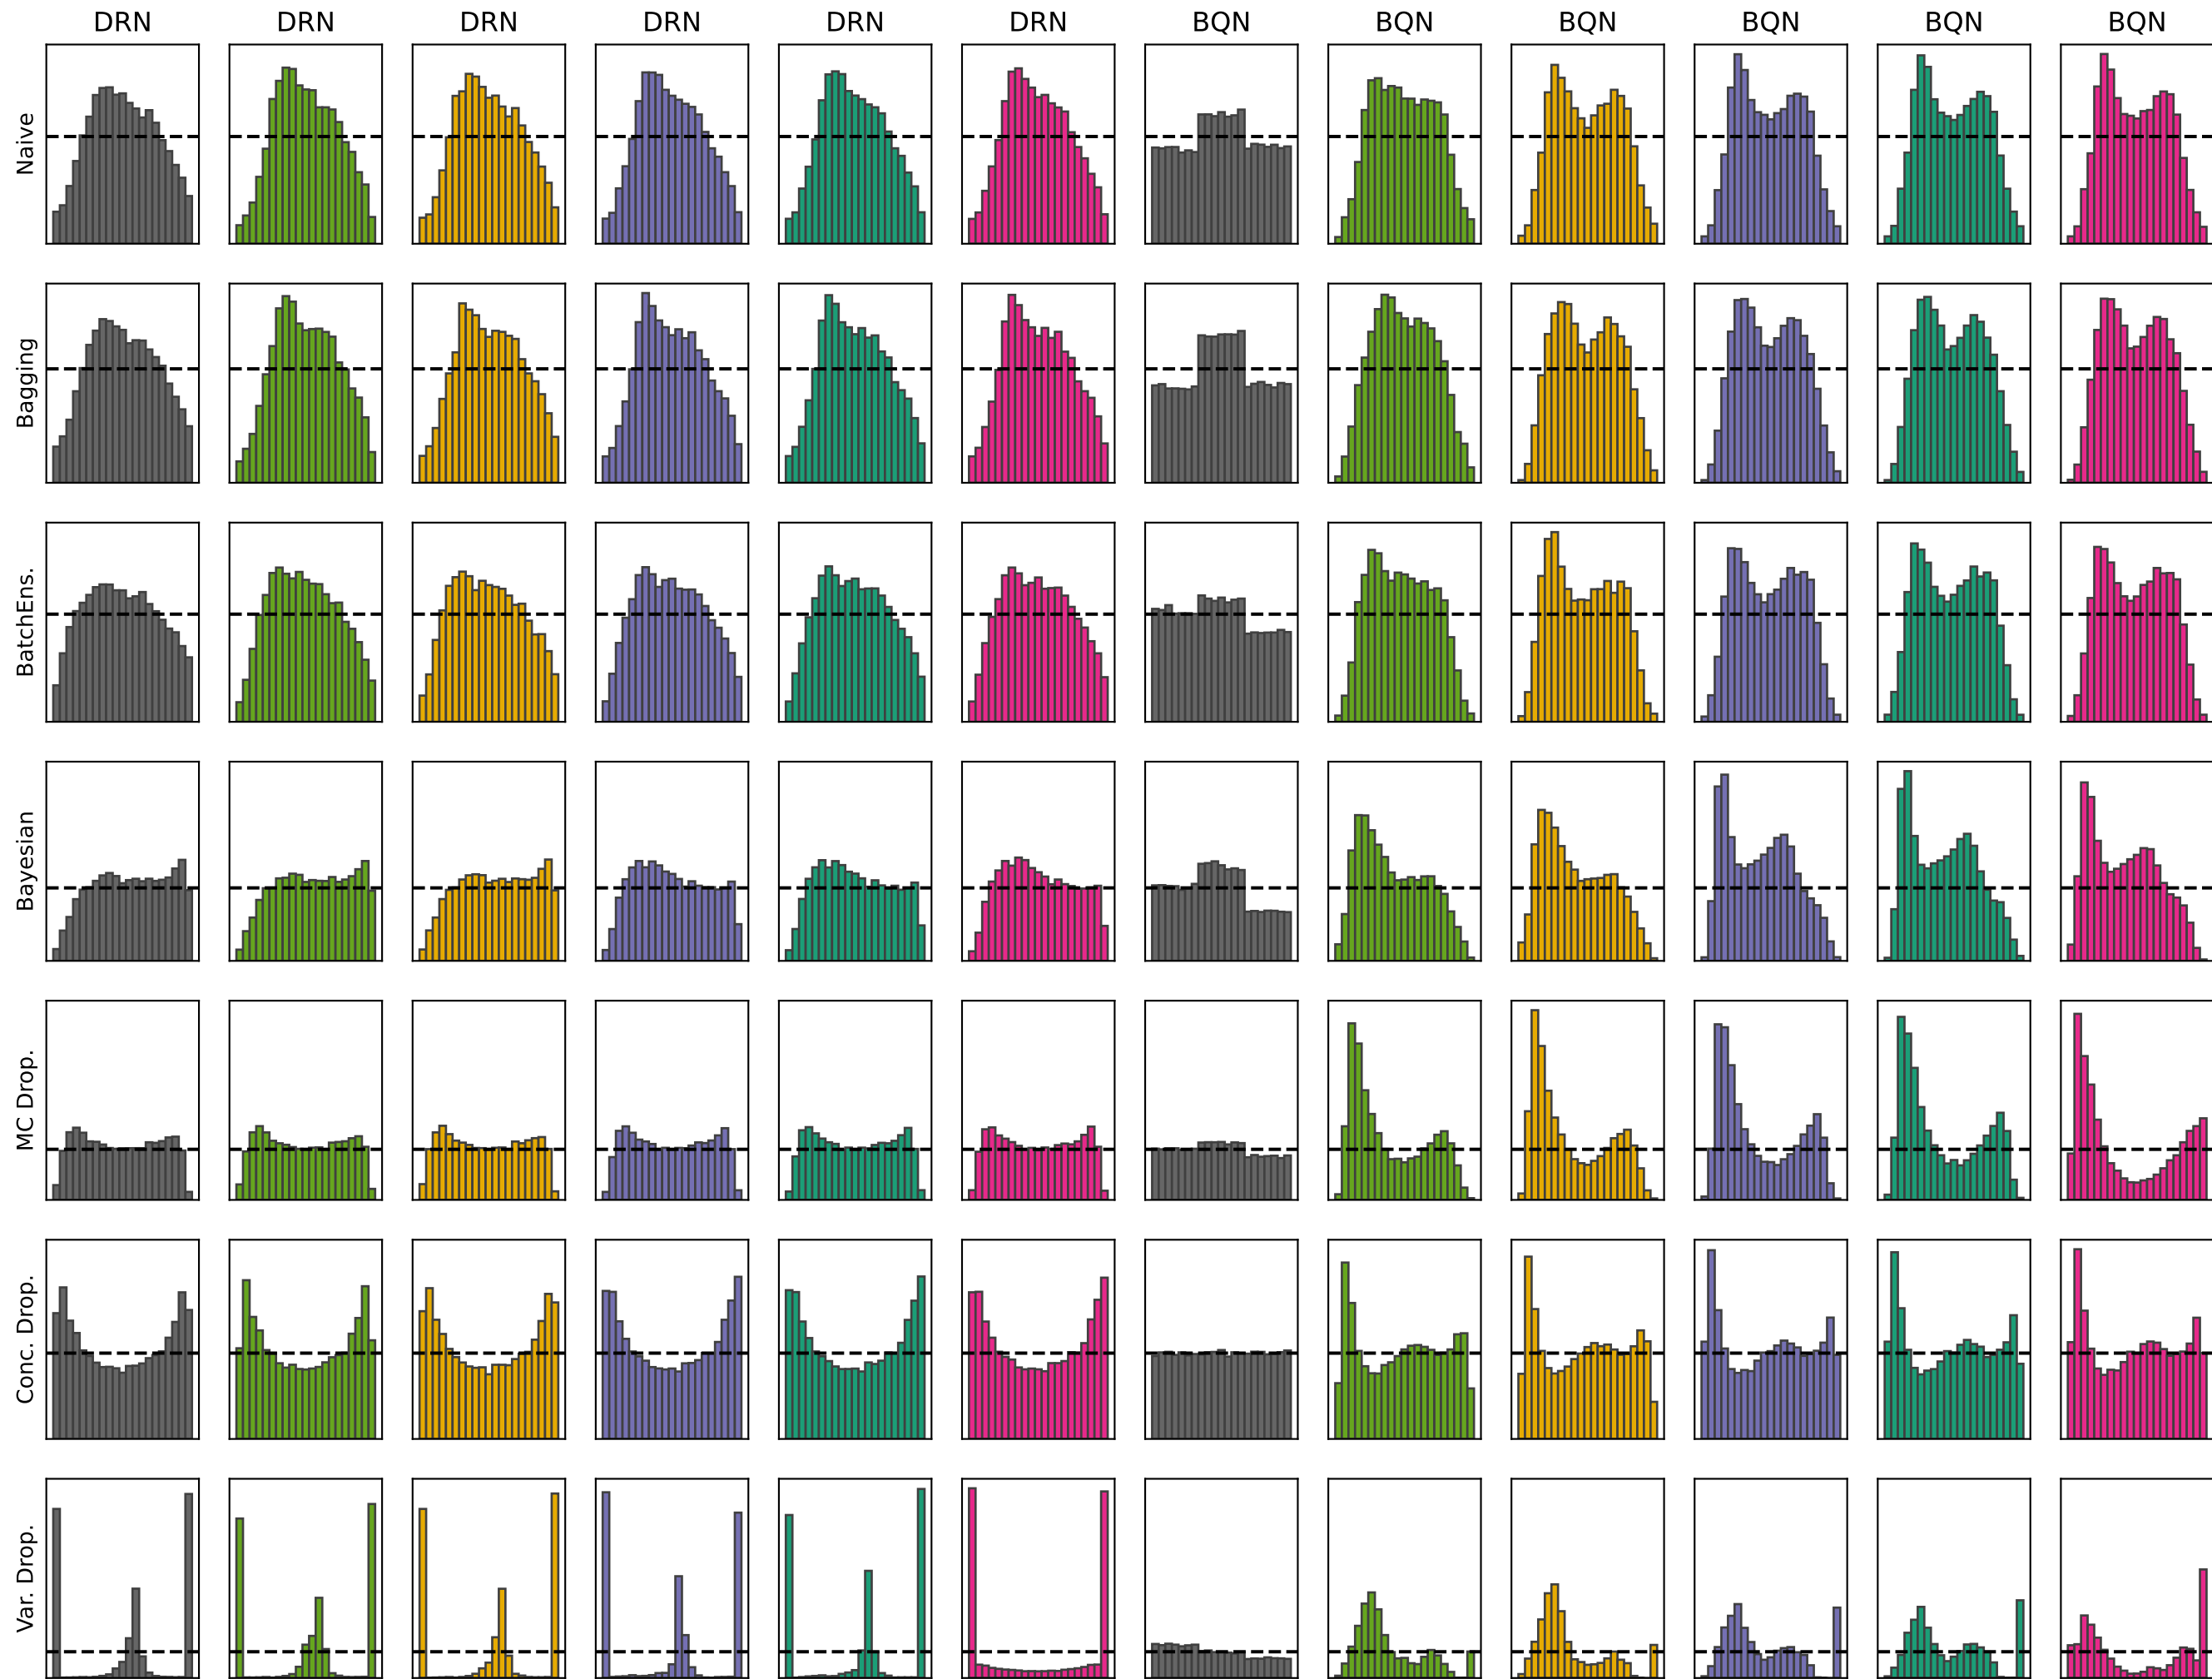 DRN DRN DRN DRN DRN DRN BQN BQN BQN BQN BQN BQN
Naive
Bagging
BatchEns.
Bayesian
MC Drop.
Conc. Drop.
Var. Drop.